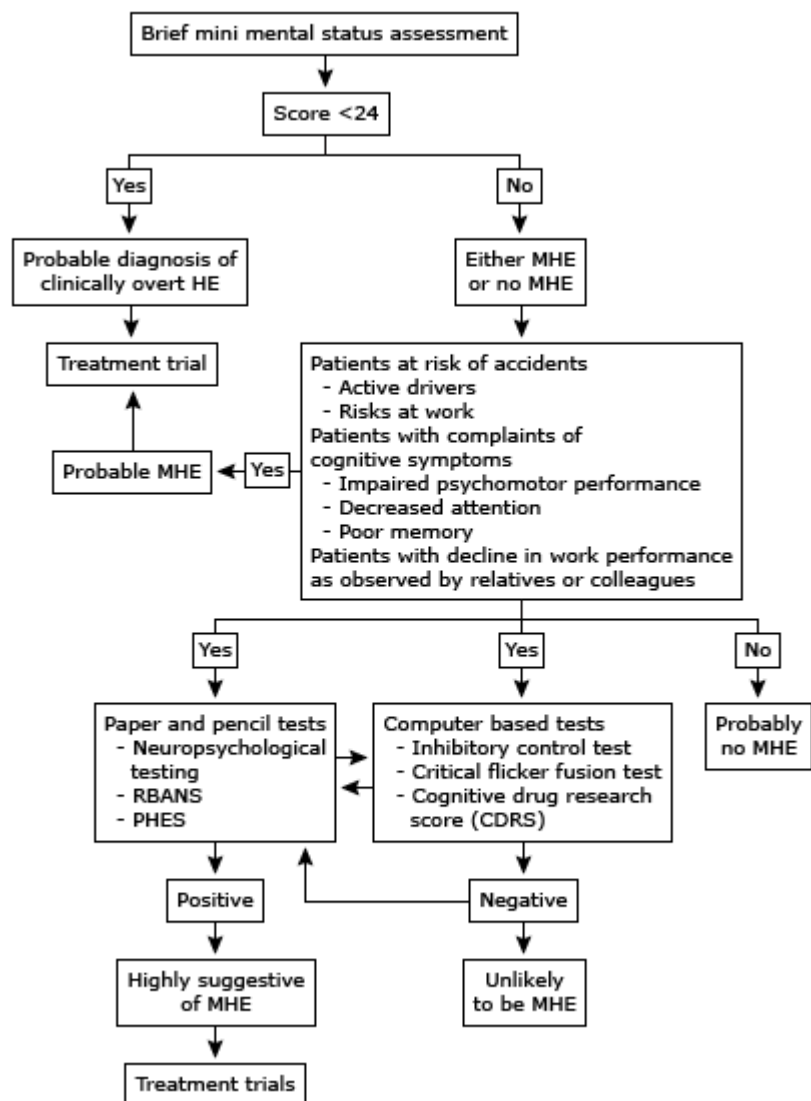 Brief mini mental status assessment
Score <24
Yes
No
Probable diagnosis of
clinically overt HE
Either MHE
or no MHE
Treatment trial
Patients at risk of accidents
- Active drivers
- Risks at work
Patients with complaints of
cognitive symptoms
- Impaired psychomotor performance
- Decreased attention
- Poor memory
Patients with decline in work performance
as observed by relatives or colleagues
Yes
Probable MHE
Yes
Yes
No
Paper and pencil tests
- Neuropsychological
testing
- RBANS
- PHES
Computer based tests
- Inhibitory control test
- Critical flicker fusion test
- Cognitive drug research
score (CDRS)
Probably
no MHE
Positive
Negative
Highly suggestive
of MHE
Unlikely
to be MHE
Treatment trials